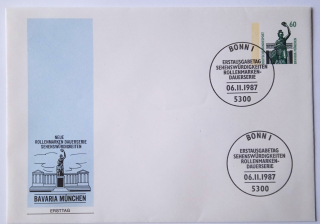 60
BONN 1
ERSTAUSGABETAG
SEHENSWÜRDIGKEITEN
ROLLENMARKEN-
DAUERSERIE
06.11.1987
5300
BONN 1
ERSTAUSGABETAG
SEHENSWÜRDIGKEITEN
ROLLENMARKEN-
DAUERSERIE
06.11.1987
5300
NEUE
ROLLENMARKEN-DAUERSERIE
SEHENSWÜRDIGKEITEN
BAVARIA MÜNCHEN
ERSTTAG